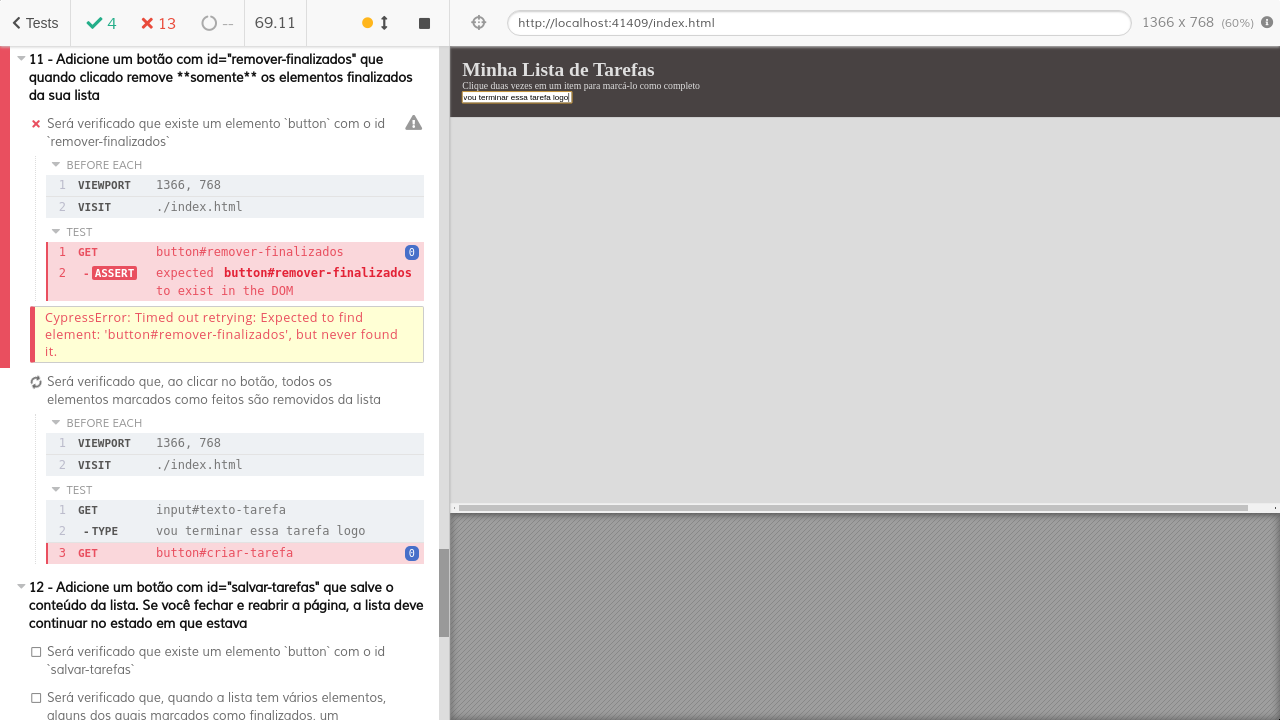 Tests
4
13
--
69.11
http://localhost:41409/index.html
1366 x 768 (60%)
11 - Adicione um botão com id="remover-finalizados" que
quando clicado remove **somente** os elementos finalizados
da sua lista
Será verificado que existe um elemento `button` com o id
`remover-finalizados`
BEFORE EACH
1 VIEWPORT 1366, 768
2 VISIT ./index.html
TEST
1 GET button#remover-finalizados 0
2 -ASSERT expected button#remover-finalizados
to exist in the DOM
CypressError: Timed out retrying: Expected to find
element: 'button#remover-finalizados', but never found
it.
Será verificado que, ao clicar no botão, todos os
elementos marcados como feitos são removidos da lista
BEFORE EACH
1 VIEWPORT 1366, 768
2 VISIT ./index.html
TEST
1 GET input#texto-tarefa
2 -TYPE vou terminar essa tarefa logo
3 GET button#criar-tarefa 0
12 - Adicione um botão com id="salvar-tarefas" que salve o
conteúdo da lista. Se você fechar e reabrir a página, a lista deve
continuar no estado em que estava
Será verificado que existe um elemento `button` com o id
`salvar-tarefas`
Será verificado que, quando a lista tem vários elementos,
alguns dos quais marcados como finalizados, um
Minha Lista de Tarefas
Clique duas vezes em um item para marcá-lo como completo
vou terminar essa tarefa logo